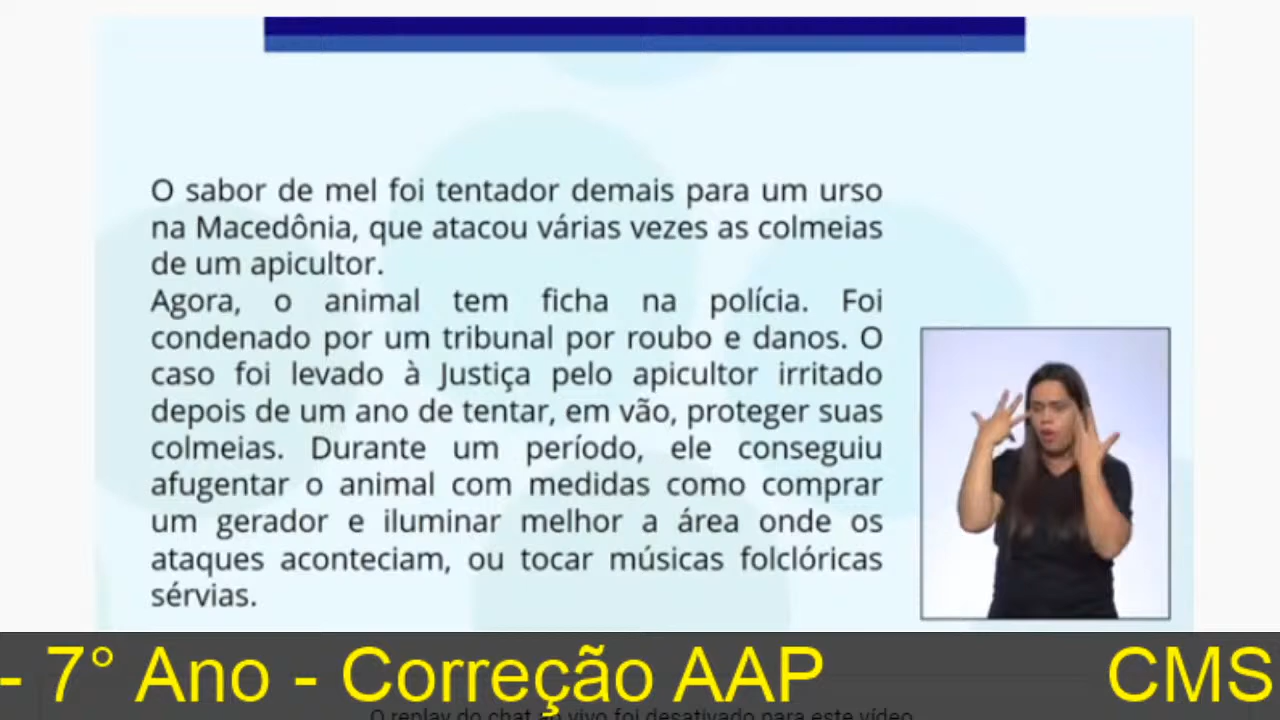 O sabor de mel foi tentador demais para um urso
na Macedônia, que atacou várias vezes as colmeias
de um apicultor.
Agora, o animal tem ficha na polícia. Foi
condenado por um tribunal por roubo e danos. O
caso foi levado à Justiça pelo apicultor irritado
depois de um ano de tentar, em vão, proteger suas
colmeias. Durante um período, ele conseguiu
afugentar o animal com medidas como comprar
um gerador e iluminar melhor a área onde os
ataques aconteciam, ou tocar músicas folclóricas
sérvias.
- 7° Ano - Correção AAP CMS
O replay do chat ao vivo foi desativado para este vídeo.